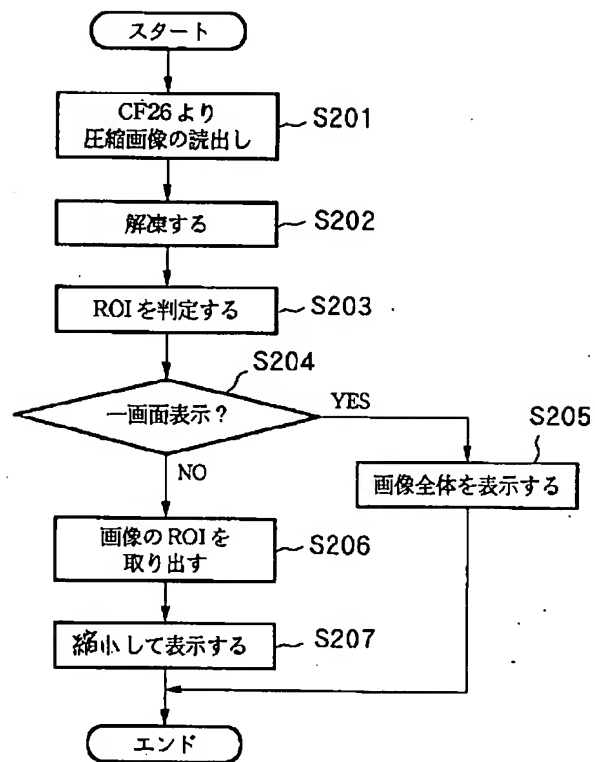 スタート
CF26より
圧縮画像の読出し
S201
解凍する
S202
ROIを判定する
S203
S204
一画面表示?
YES
NO
S205
画像全体を表示する
画像のROIを
取り出す
S206
縮小して表示する
S207
エンド